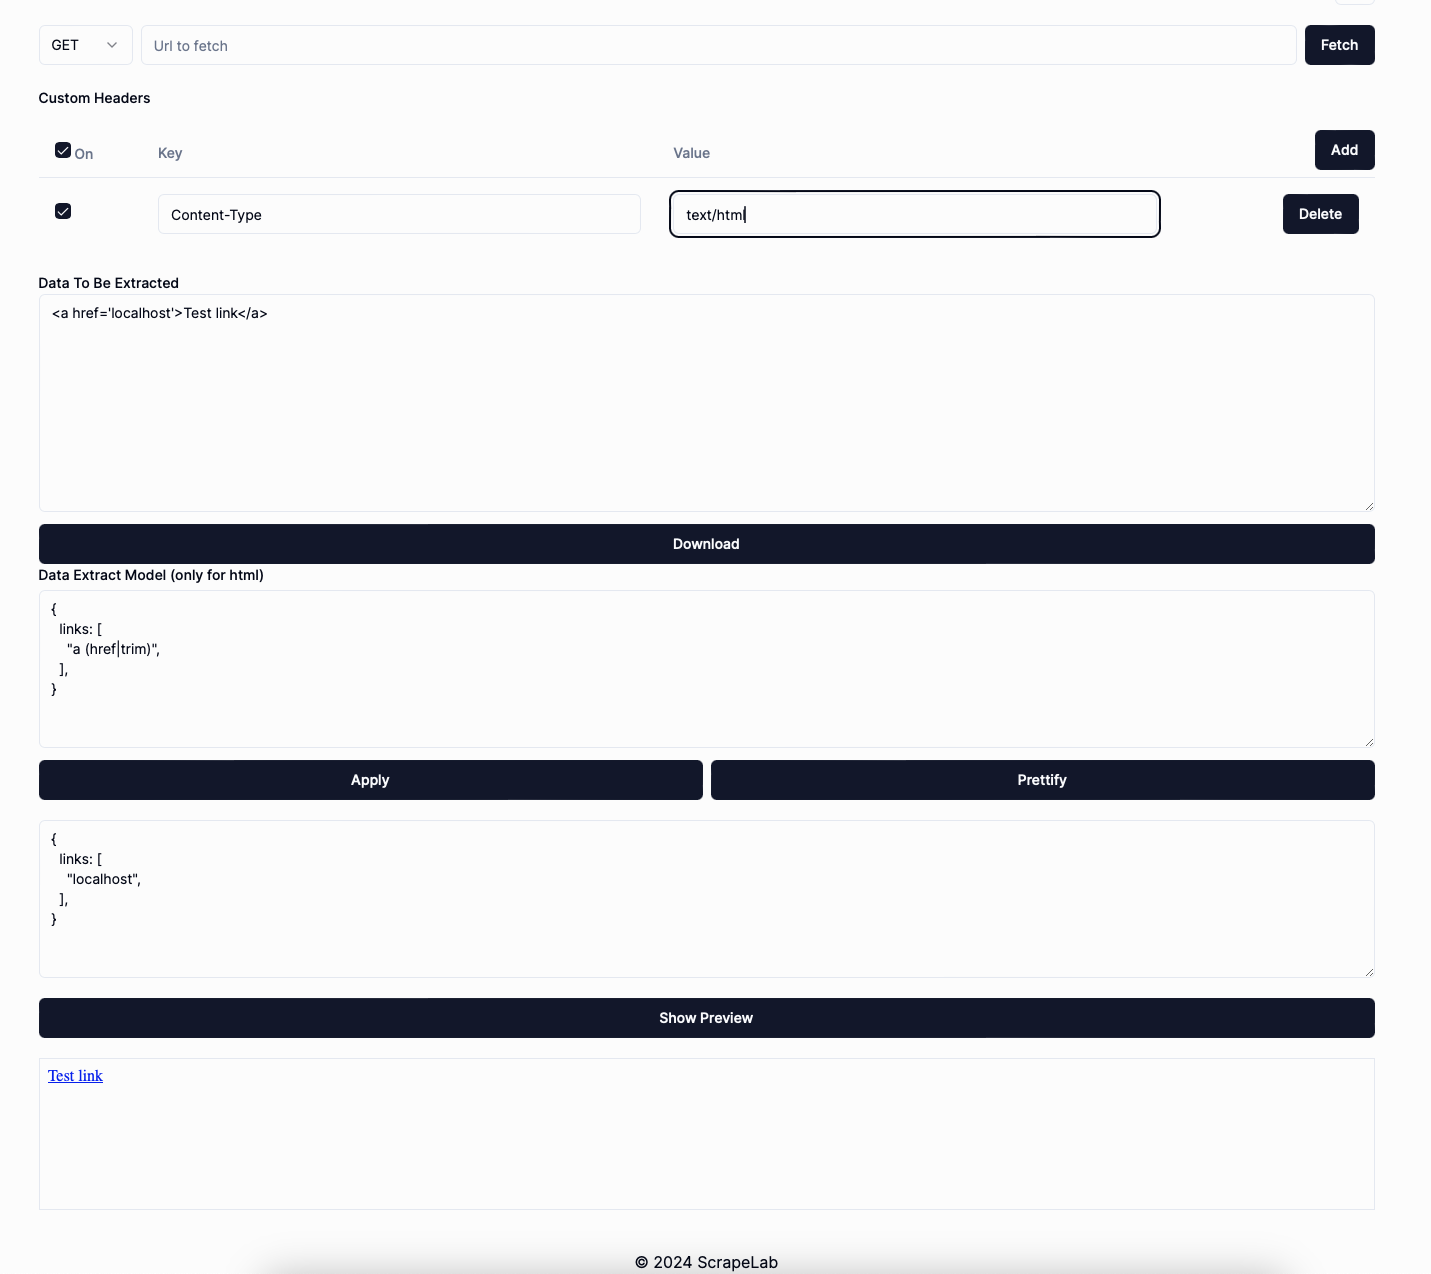 GET
Url to fetch
Fetch
Custom Headers
On
Key
Value
Add
Content-Type
text/html
Delete
Data To Be Extracted
<a href='localhost'>Test link</a>
Download
Data Extract Model (only for html)
{
  links: [
    "a (href|trim)",
  ],
}
Apply
Prettify
{
  links: [
    "localhost",
  ],
}
Show Preview
Test link
© 2024 ScrapeLab